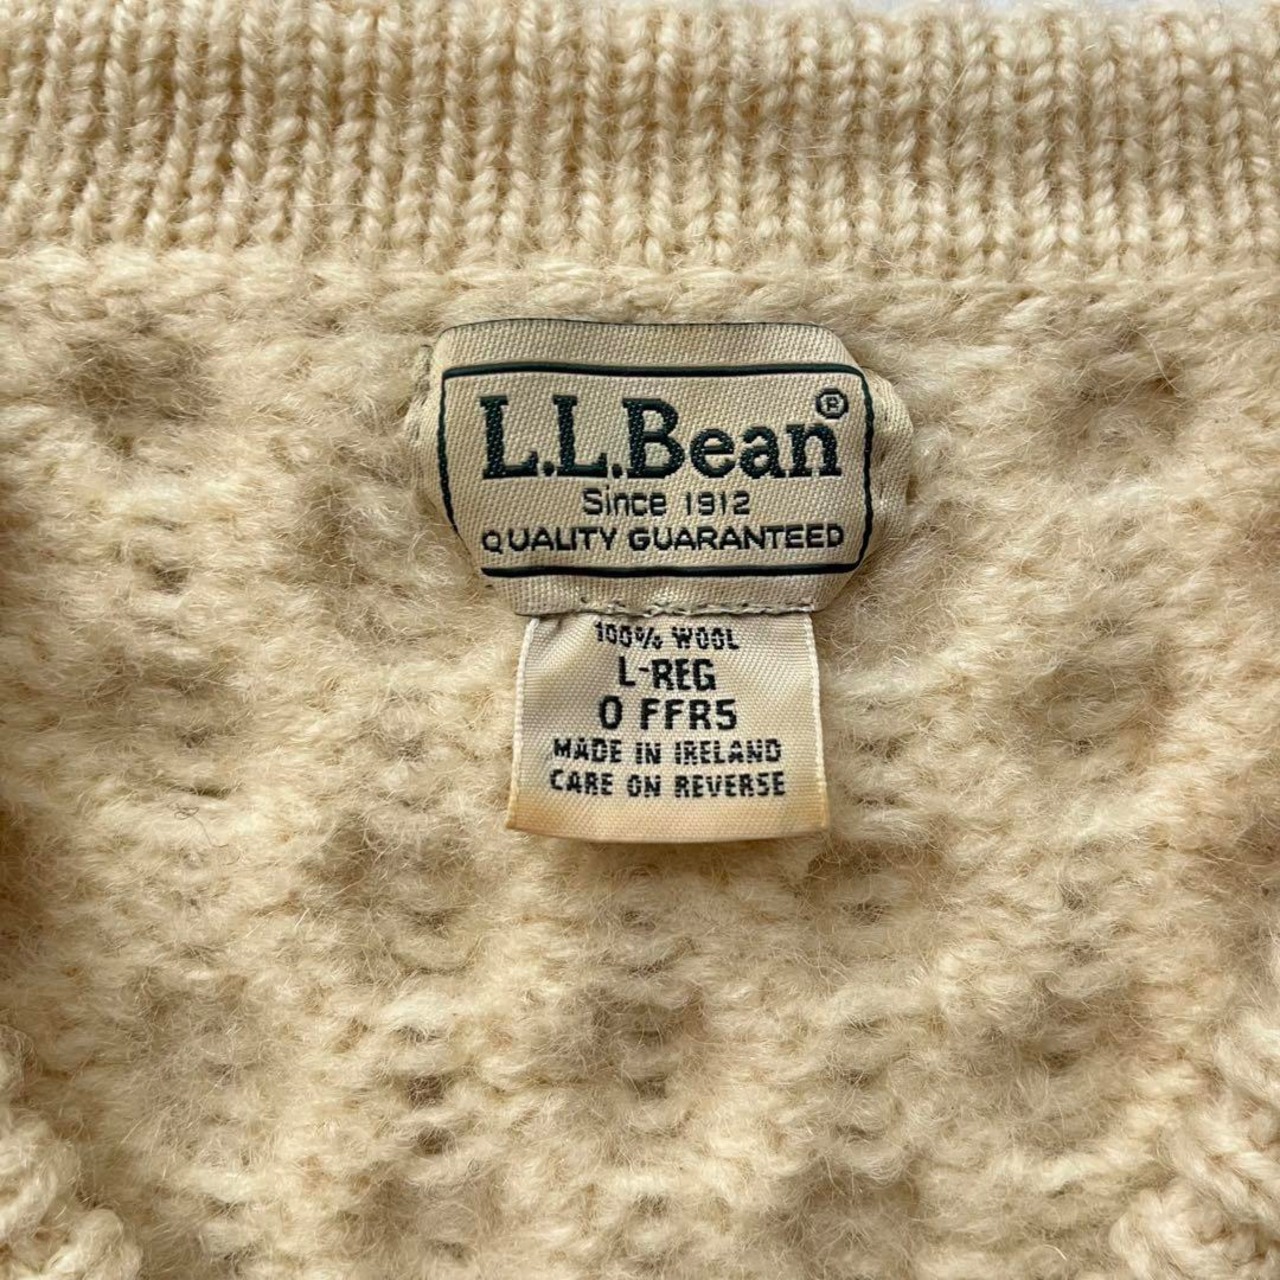 L.L.Bean®
Since 1912
QUALITY GUARANTEED
100% WOOL
L-REG
0 FFR5
MADE IN IRELAND
CARE ON REVERSE